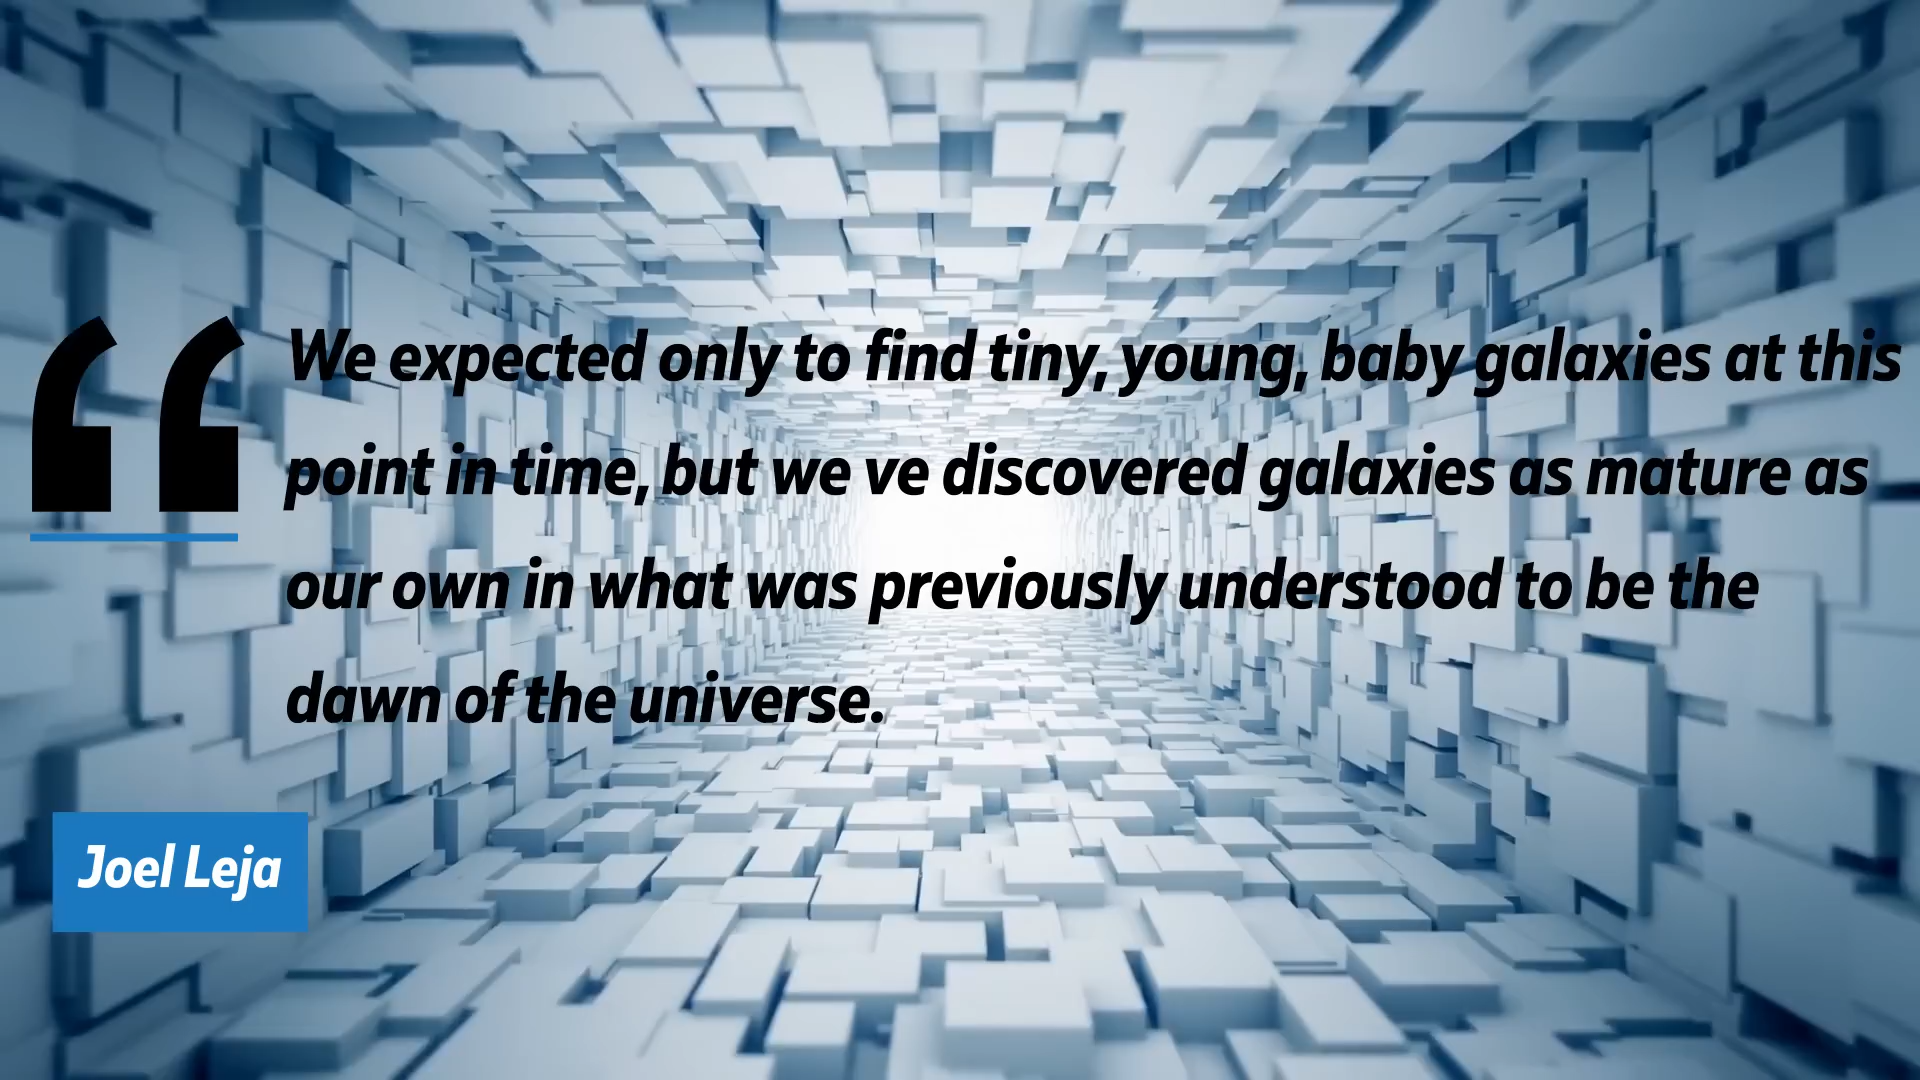 “
We expected only to find tiny, young, baby galaxies at this
point in time, but we ve discovered galaxies as mature as
our own in what was previously understood to be the
dawn of the universe.
Joel Leja